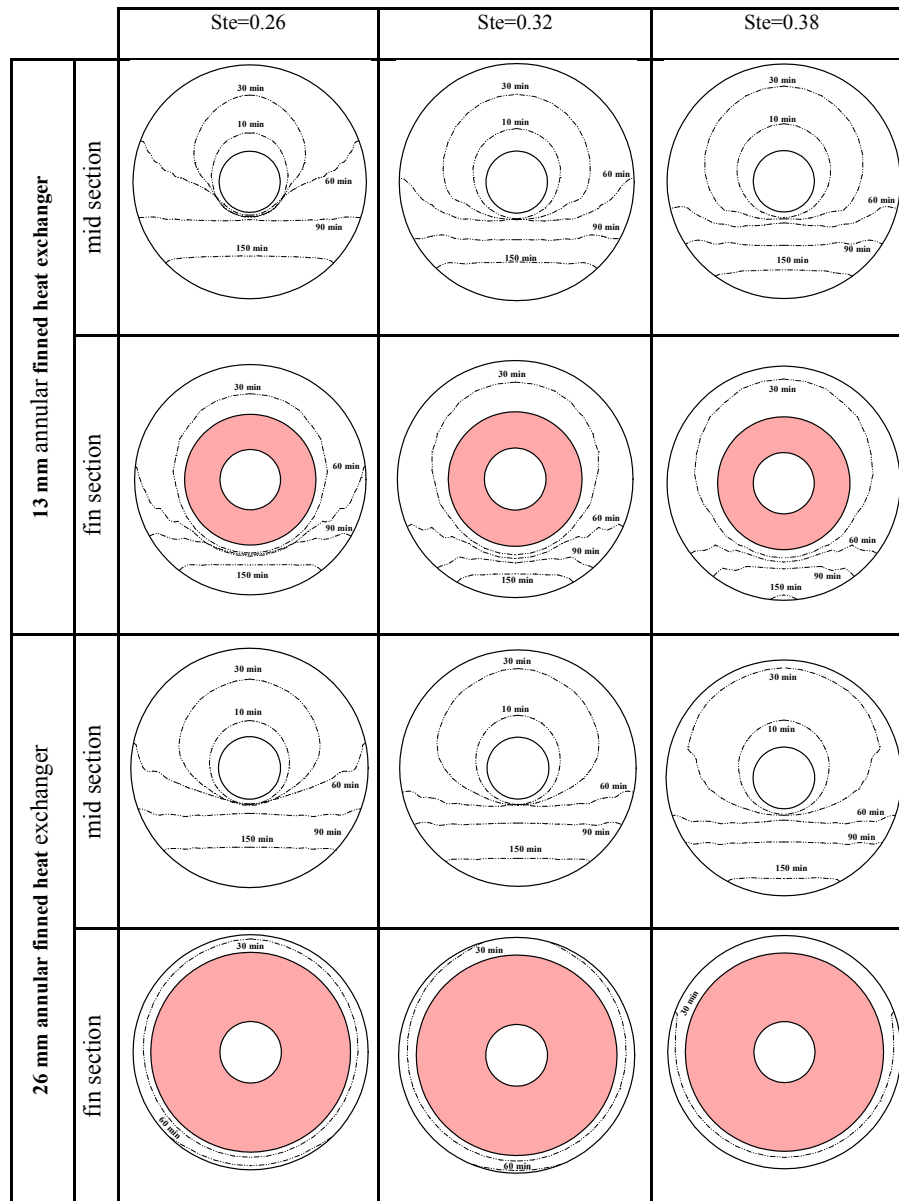 Ste=0.26
Ste=0.32
Ste=0.38
13 mm annular finned heat exchanger
mid section
30 min
10 min
60 min
90 min
150 min
30 min
10 min
60 min
90 min
150 min
30 min
10 min
60 min
90 min
150 min
fin section
30 min
60 min
90 min
150 min
30 min
60 min
90 min
150 min
30 min
60 min
90 min
150 min
26 mm annular finned heat exchanger
mid section
30 min
10 min
60 min
90 min
150 min
30 min
10 min
60 min
90 min
150 min
30 min
10 min
60 min
90 min
150 min
fin section
30 min
60 min
30 min
60 min
30 min